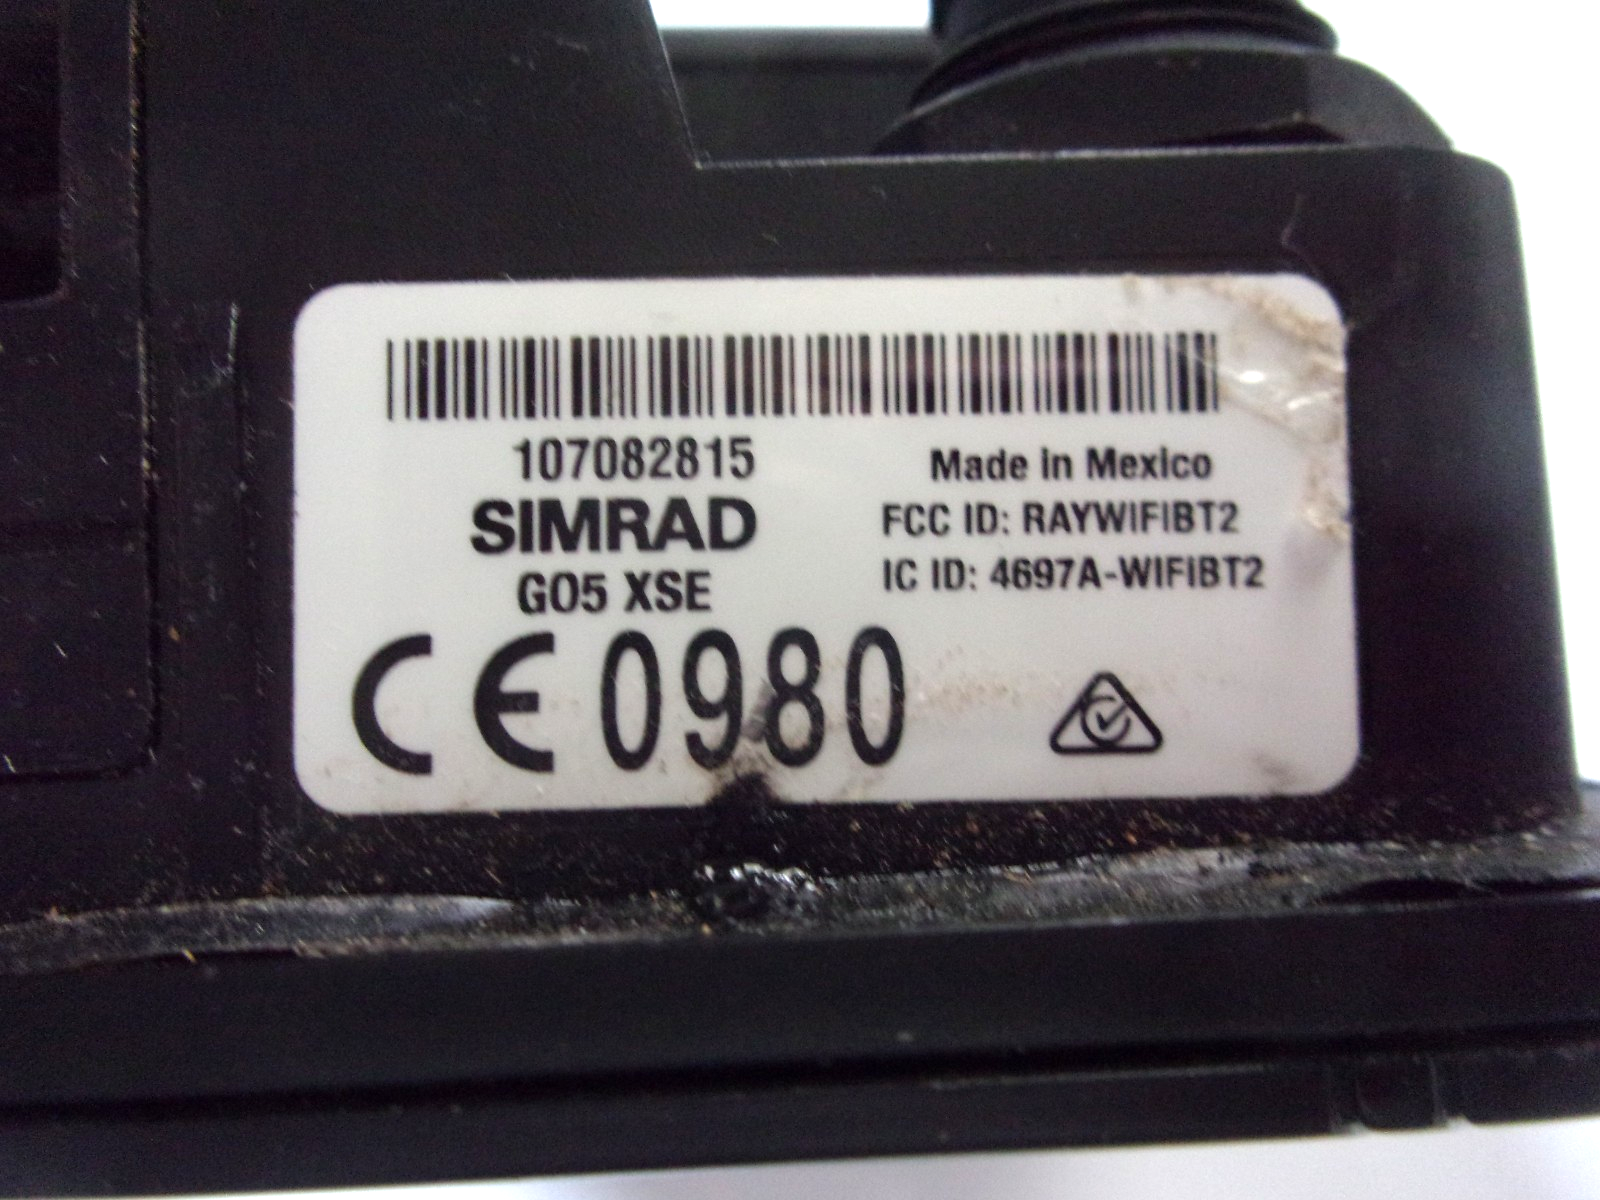 107082815
SIMRAD
GO5 XSE
Made in Mexico
FCC ID: RAYWIFIBT2
IC ID: 4697A-WIFIBT2
CE 0980